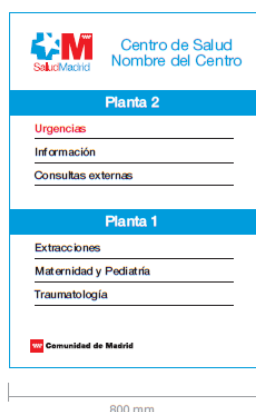 SaludMadrid
Centro de Salud
Nombre del Centro
Planta 2
Urgencias
Información
Consultas externas
Planta 1
Extracciones
Maternidad y Pediatría
Traumatología
Comunidad de Madrid
800 mm